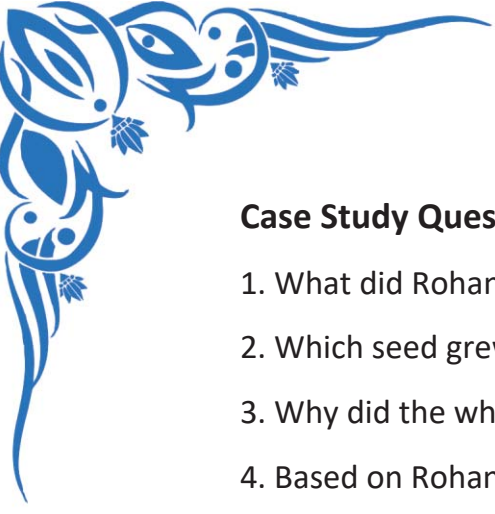 Case Study Ques
1. What did Rohan
2. Which seed grew
3. Why did the wh
4. Based on Rohan